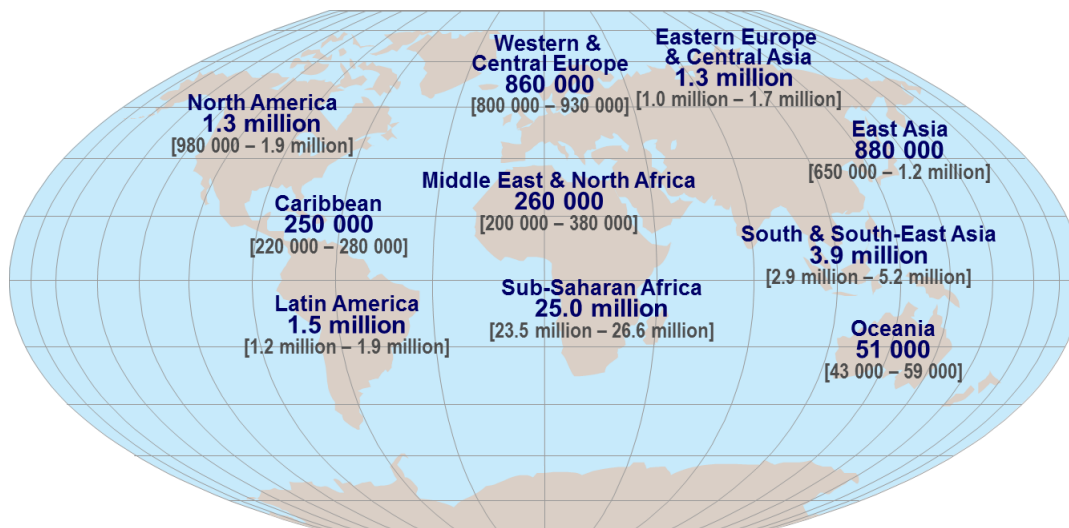 Western &
Central Europe
860 000
[800 000 – 930 000]
Eastern Europe
& Central Asia
1.3 million
[1.0 million – 1.7 million]
North America
1.3 million
[980 000 – 1.9 million]
East Asia
880 000
[650 000 – 1.2 million]
Middle East & North Africa
260 000
[200 000 – 380 000]
Caribbean
250 000
[220 000 – 280 000]
South & South-East Asia
3.9 million
[2.9 million – 5.2 million]
Sub-Saharan Africa
25.0 million
[23.5 million – 26.6 million]
Latin America
1.5 million
[1.2 million – 1.9 million]
Oceania
51 000
[43 000 – 59 000]